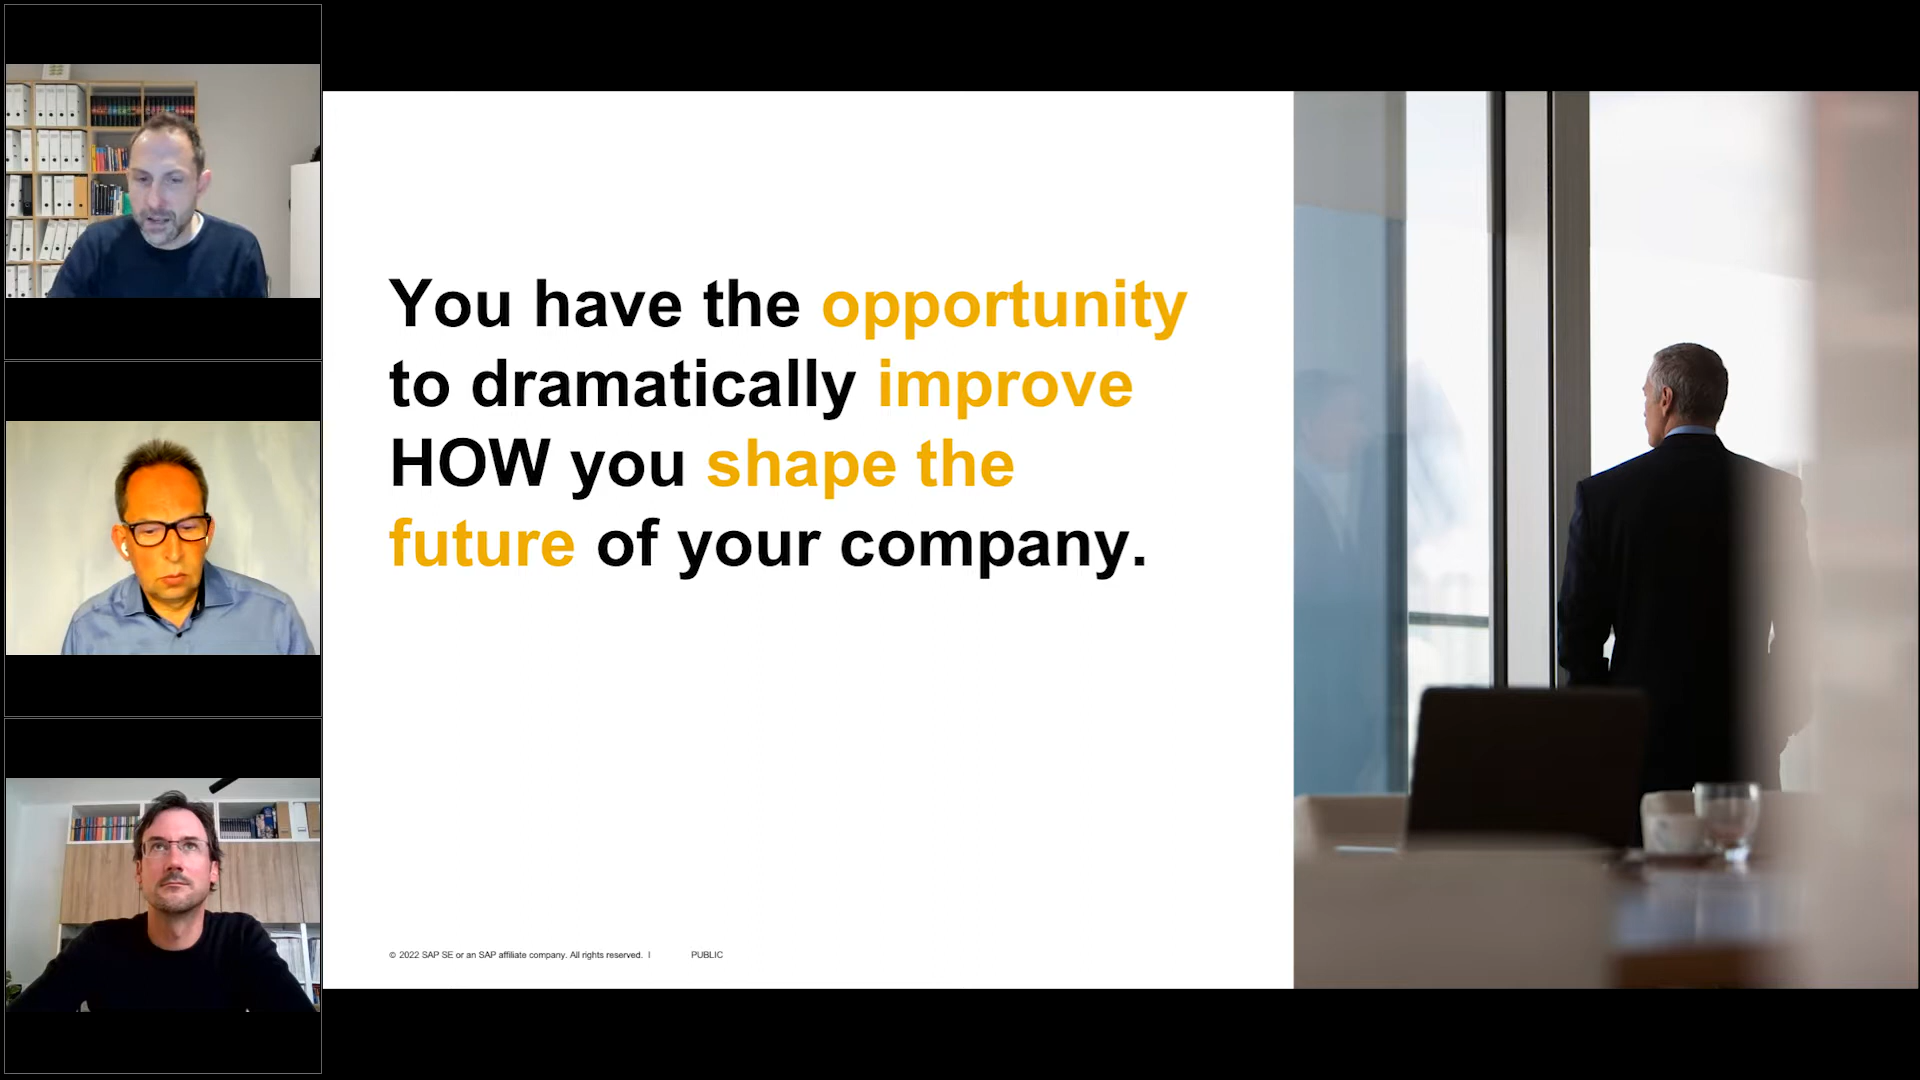 You have the opportunity
to dramatically improve
HOW you shape the
future of your company.
© 2022 SAP SE or an SAP affiliate company. All rights reserved. I PUBLIC